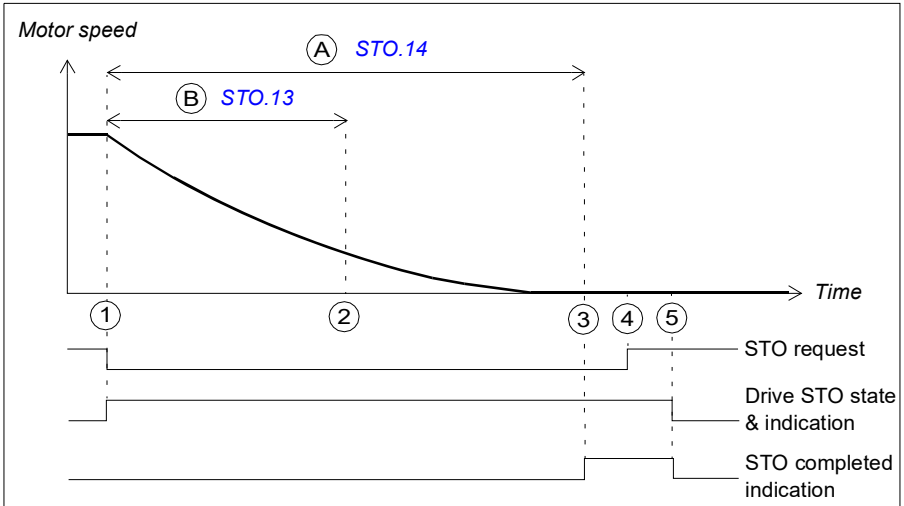 Motor speed
A STO.14
B STO.13
Time
1 2 3 4 5
STO request
Drive STO state
& indication
STO completed
indication